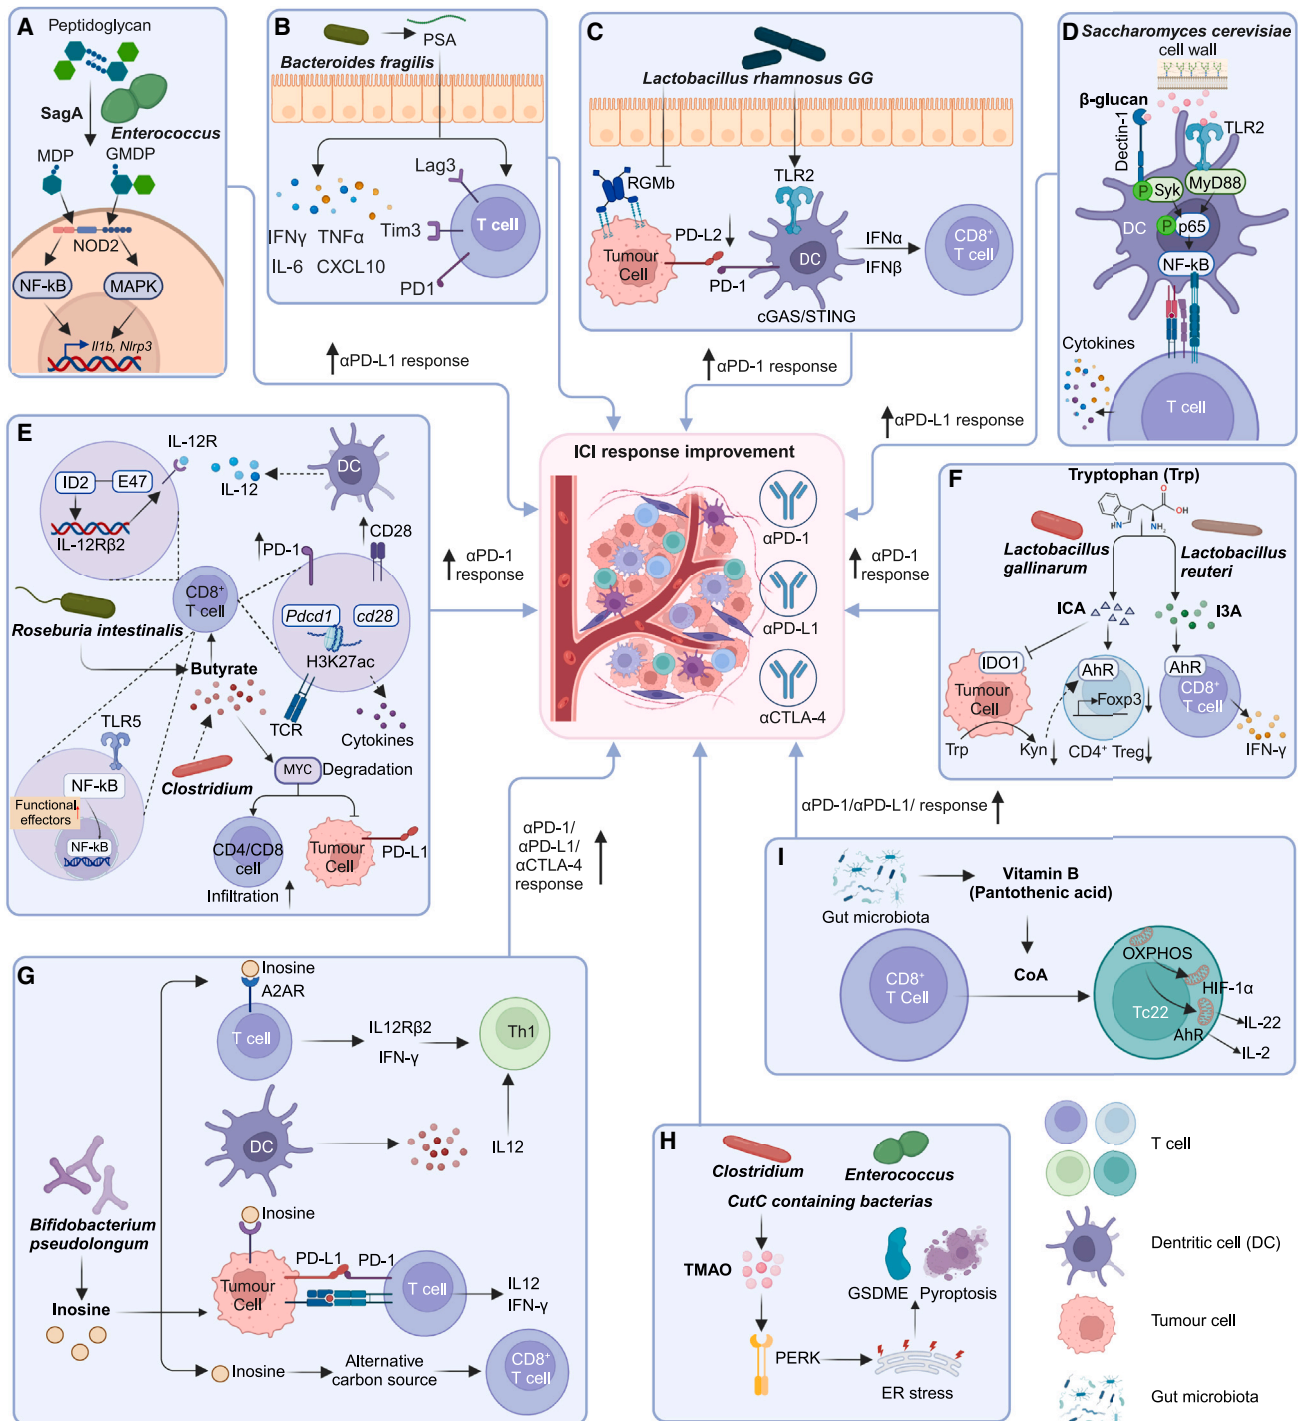 A
Peptidoglycan
SagA
Enterococcus
MDP
GMDP
NOD2
NF-kB
MAPK
Il1b, Nlrp3
B
PSA
Bacteroides fragilis
Lag3
IFNγ TNFα
IL-6 CXCL10
Tim3
T cell
PD1
C
Lactobacillus rhamnosus GG
RGMb
TLR2
Tumour
Cell
PD-L2
PD-1
DC
IFNα
IFNβ
CD8⁺
T cell
cGAS/STING
D
Saccharomyces cerevisiae
cell wall
β-glucan
Dectin-1
TLR2
P
Syk
MyD88
DC
P
p65
NF-kB
Cytokines
T cell
αPD-L1 response
αPD-1 response
αPD-L1 response
αPD-1
response
αPD-1
response
E
IL-12R
ID2
E47
IL-12
DC
IL-12Rβ2
PD-1
CD28
CD8⁺
T cell
Pdcd1
cd28
H3K27ac
Roseburia intestinalis
Butyrate
TCR
Cytokines
TLR5
NF-kB
Functional
effectors
NF-kB
Clostridium
MYC
Degradation
CD4/CD8
cell
Tumour
Cell
PD-L1
Infiltration
ICI response improvement
αPD-1
αPD-L1
αCTLA-4
F
Tryptophan (Trp)
O
OH
NH₂
N
H
Lactobacillus
gallinarum
Lactobacillus
reuteri
ICA
I3A
IDO1
AhR
AhR
Tumour
Cell
Foxp3
CD8⁺
T cell
Trp
Kyn
CD4⁺ Treg
IFN-γ
αPD-1/
αPD-L1/
αCTLA-4
response
αPD-1/αPD-L1/ response
G
Inosine
A2AR
T cell
IL12Rβ2
IFN-γ
Th1
DC
IL12
Bifidobacterium
pseudolongum
Inosine
Inosine
Tumour
Cell
PD-L1
PD-1
T cell
IL12
IFN-γ
Inosine
Alternative
carbon source
CD8⁺
T cell
H
Clostridium
Enterococcus
CutC containing bacterias
TMAO
GSDME
Pyroptosis
PERK
ER stress
I
Gut microbiota
Vitamin B
(Pantothenic acid)
CD8⁺
T Cell
CoA
OXPHOS
HIF-1α
Tc22
AhR
IL-22
IL-2
T cell
Dentritic cell (DC)
Tumour cell
Gut microbiota